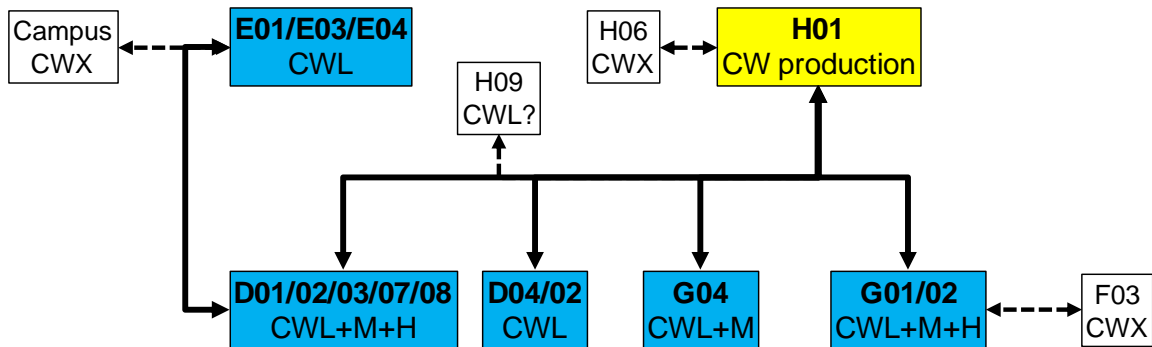 Campus
CWX
E01/E03/E04
CWL
H06
CWX
H01
CW production
H09
CWL?
D01/02/03/07/08
CWL+M+H
D04/02
CWL
G04
CWL+M
G01/02
CWL+M+H
F03
CWX